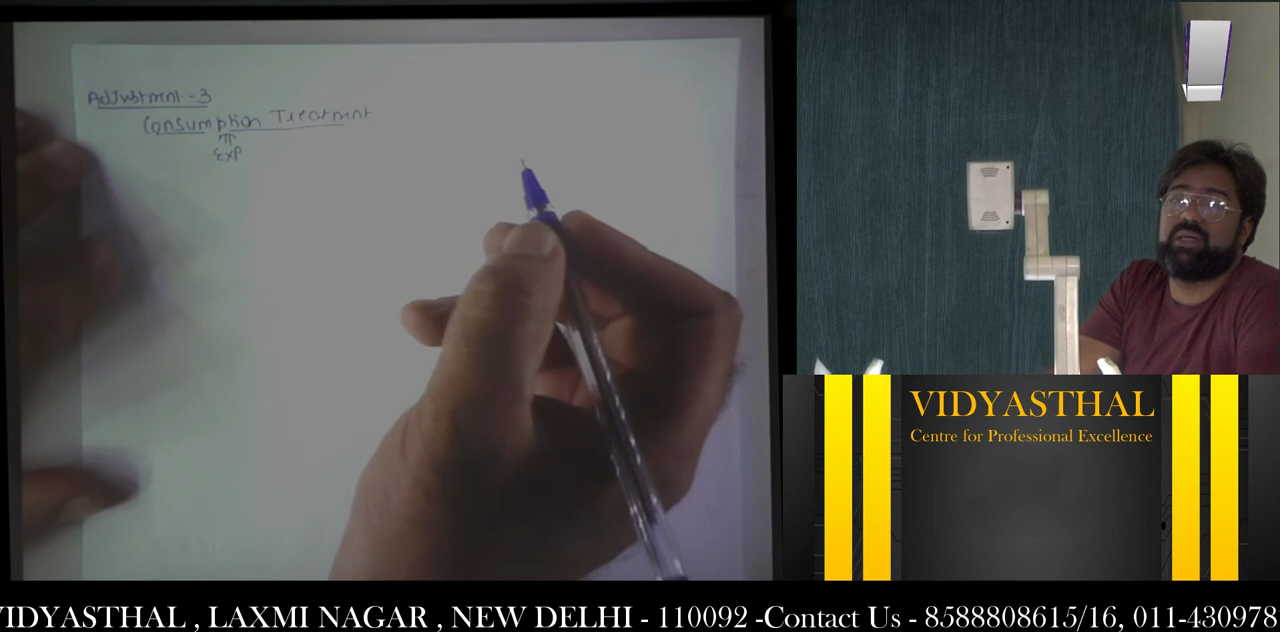 Adjustment - 3
Consumption Treatment
Exp
VIDYASTHAL
Centre for Professional Excellence
VIDYASTHAL , LAXMI NAGAR , NEW DELHI - 110092 -Contact Us - 8588808615/16, 011-430978